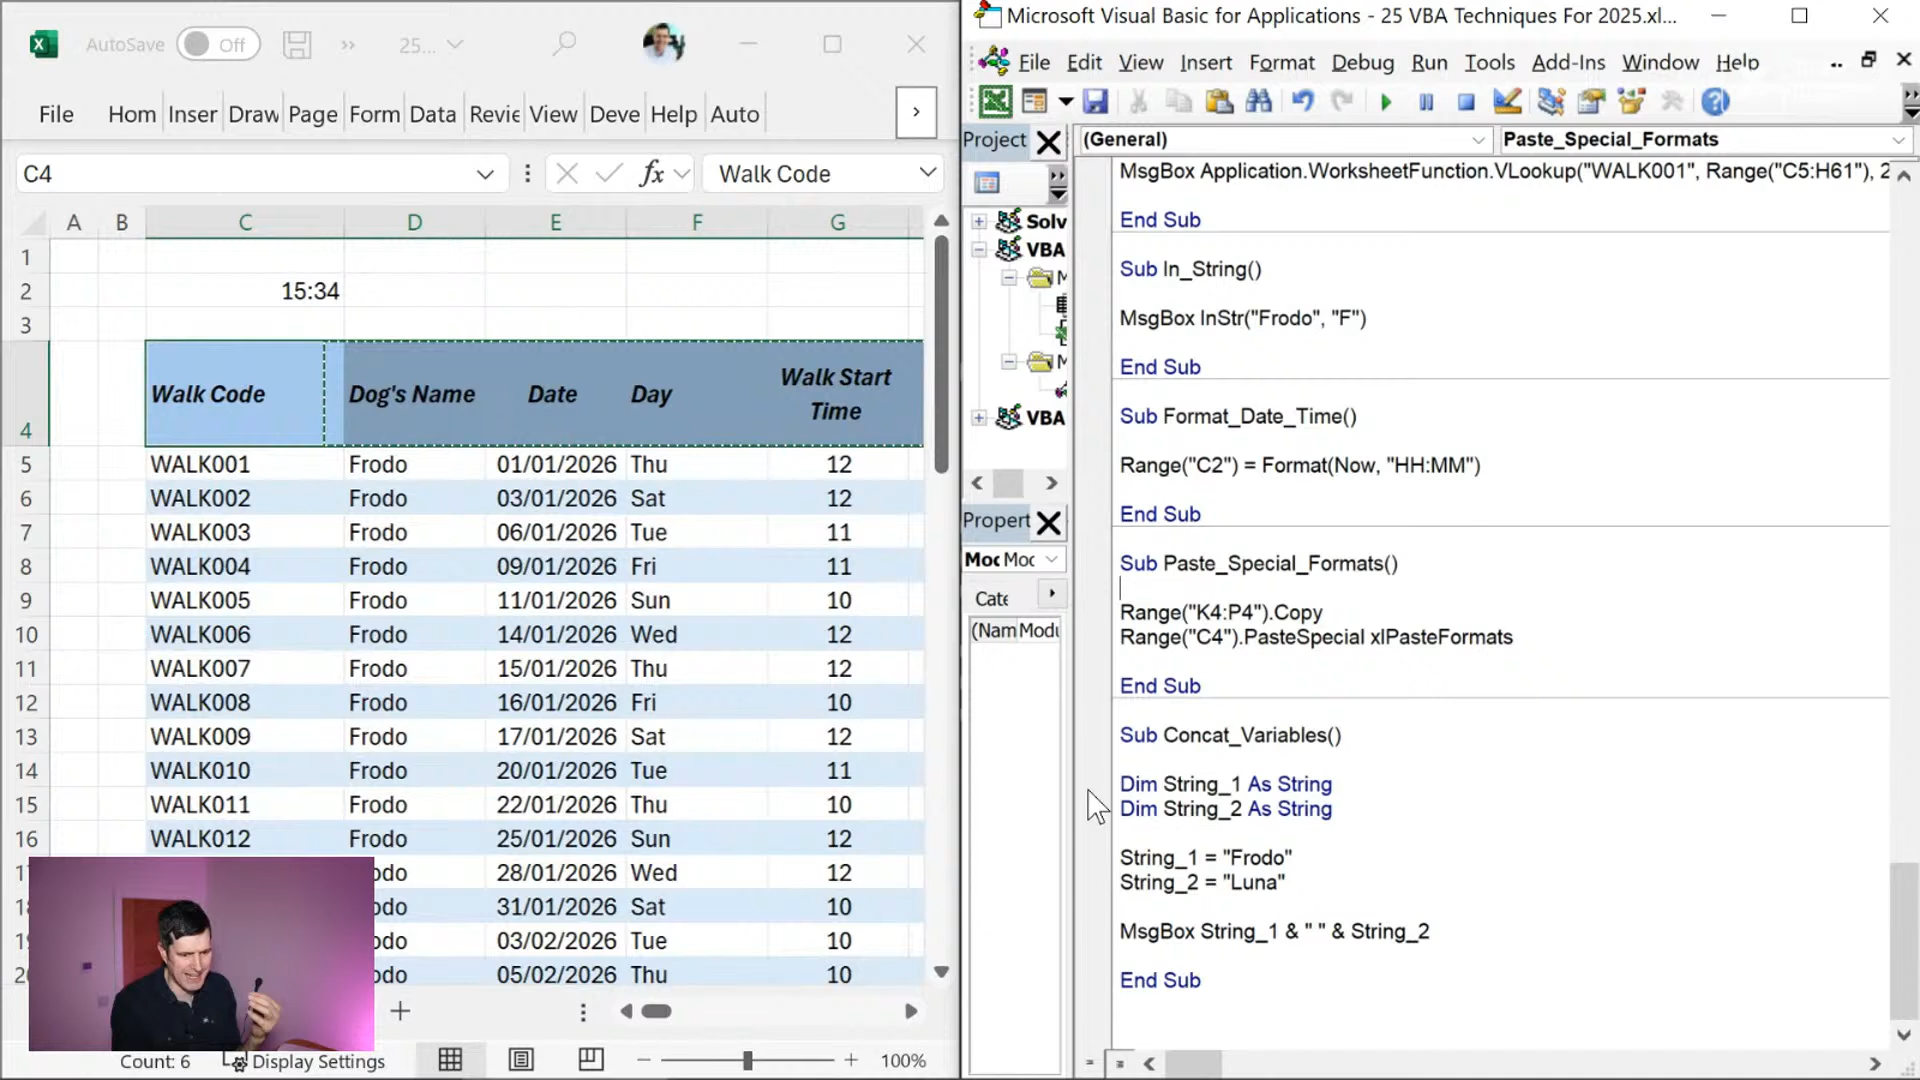 AutoSave Off 25...
File Hom Inser Draw Page Form Data Revie View Deve Help Auto
C4 fx Walk Code
A B C D E F G
1
2 15:34
3
4 Walk Code Dog's Name Date Day Walk Start Time
5 WALK001 Frodo 01/01/2026 Thu 12
6 WALK002 Frodo 03/01/2026 Sat 12
7 WALK003 Frodo 06/01/2026 Tue 11
8 WALK004 Frodo 09/01/2026 Fri 11
9 WALK005 Frodo 11/01/2026 Sun 10
10 WALK006 Frodo 14/01/2026 Wed 12
11 WALK007 Frodo 15/01/2026 Thu 12
12 WALK008 Frodo 16/01/2026 Fri 10
13 WALK009 Frodo 17/01/2026 Sat 12
14 WALK010 Frodo 20/01/2026 Tue 11
15 WALK011 Frodo 22/01/2026 Thu 10
16 WALK012 Frodo 25/01/2026 Sun 12
odo 28/01/2026 Wed 12
odo 31/01/2026 Sat 10
odo 03/02/2026 Tue 10
odo 05/02/2026 Thu 10
Count: 6 Display Settings 100%
Microsoft Visual Basic for Applications - 25 VBA Techniques For 2025.xl...
File Edit View Insert Format Debug Run Tools Add-Ins Window Help
Project
(General) Paste_Special_Formats
Solv
VBA
M
M
VBA
Propert
Moc Moc
Cate
(Nam Modu
MsgBox Application.WorksheetFunction.VLookup("WALK001", Range("C5:H61"), 2
End Sub
Sub In_String()
MsgBox InStr("Frodo", "F")
End Sub
Sub Format_Date_Time()
Range("C2") = Format(Now, "HH:MM")
End Sub
Sub Paste_Special_Formats()
Range("K4:P4").Copy
Range("C4").PasteSpecial xlPasteFormats
End Sub
Sub Concat_Variables()
Dim String_1 As String
Dim String_2 As String
String_1 = "Frodo"
String_2 = "Luna"
MsgBox String_1 & " " & String_2
End Sub